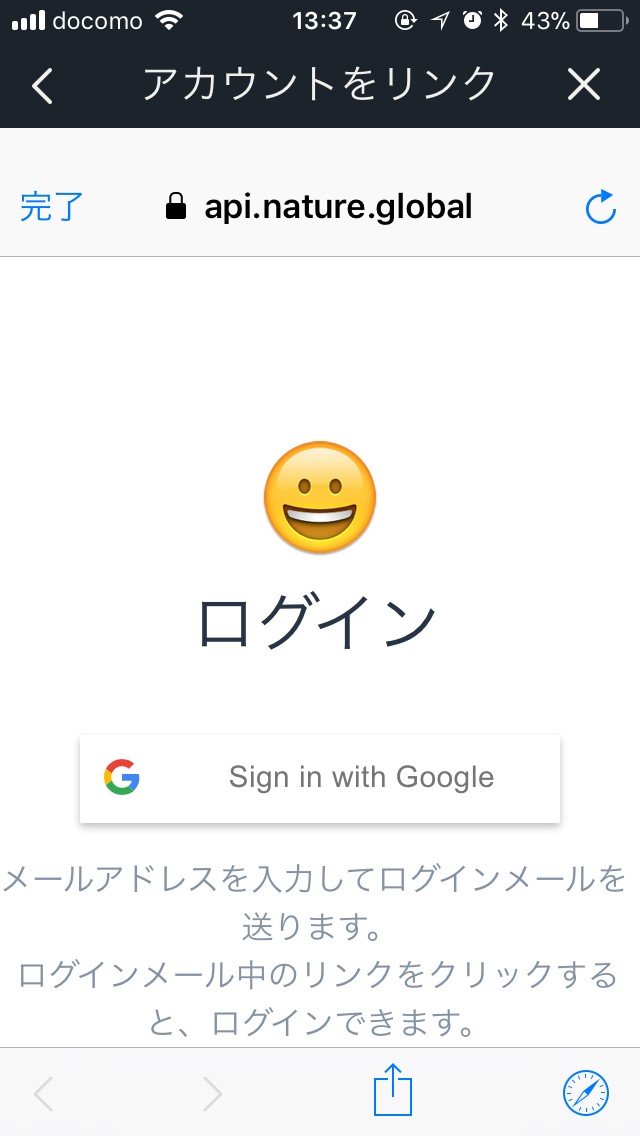 docomo 13:37 43%
アカウントをリンク
完了 api.nature.global
ログイン
Sign in with Google
メールアドレスを入力してログインメールを
送ります。
ログインメール中のリンクをクリックする
と、ログインできます。